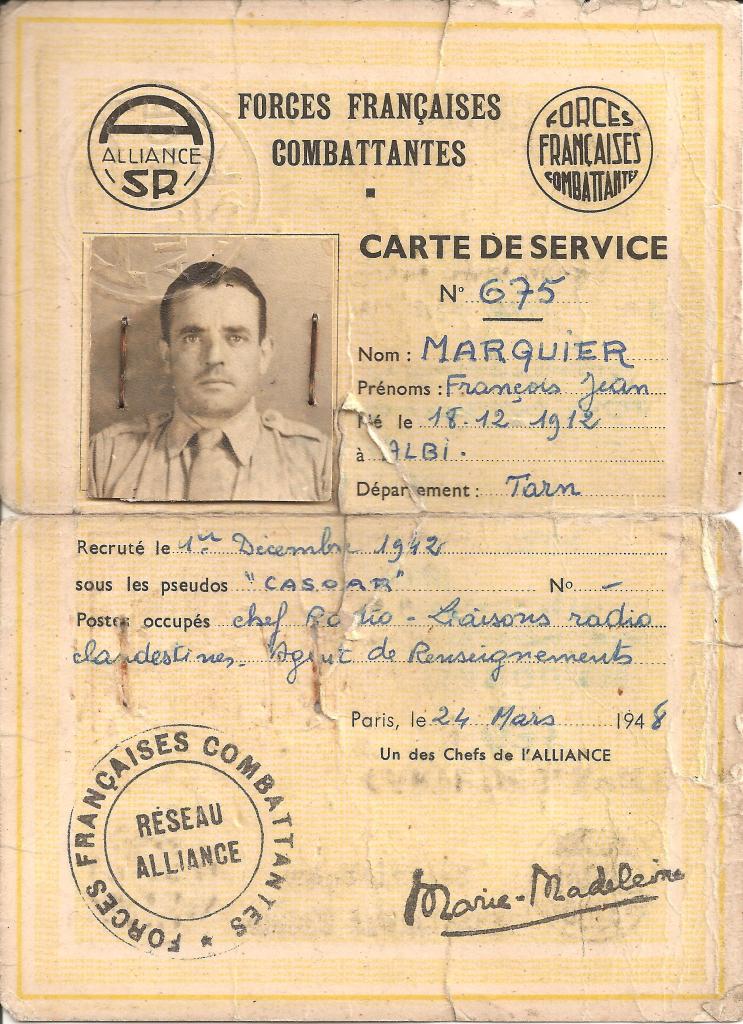 A
ALLIANCE
SR
FORCES FRANÇAISES
COMBATTANTES
FORCES
FRANÇAISES
COMBATTANTES
CARTE DE SERVICE
N° 675
Nom : MARQUIER
Prénoms : François Jean
Né le 18.12 1912
à ALBI.
Département : Tarn
Recruté le 1er Décembre 1942
sous les pseudos "CASOAR" N° —
Postes occupés chef Radio - Liaisons radio
clandestines. Agent de Renseignements
Paris, le 24 Mars 1948
Un des Chefs de l'ALLIANCE
FORCES FRANÇAISES COMBATTANTES *
RÉSEAU
ALLIANCE
Marie-Madeleine